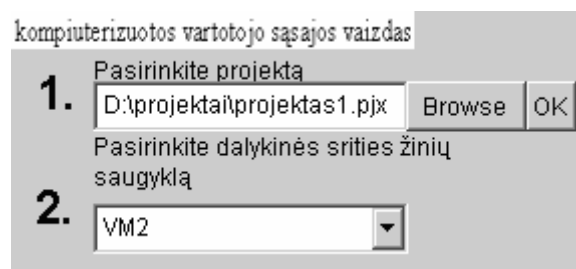 kompiuterizuotos vartotojo sąsajos vaizdas
1.
Pasirinkite projektą
D:\projektai\projektas1.pjx Browse OK
Pasirinkite dalykinės srities žinių
saugyklą
2.
VM2